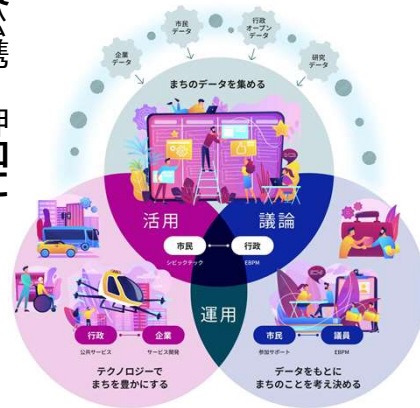 市民
データ
行政
オープン
データ
企業
データ
研究
データ
まちのデータを集める
活用
議論
市民
行政
シビックテック
EBPM
運用
行政
企業
公共サービス
サービス開発
市民
議員
参加サポート
EBPM
テクノロジーで
まちを豊かにする
データをもとに
まちのことを考え決める